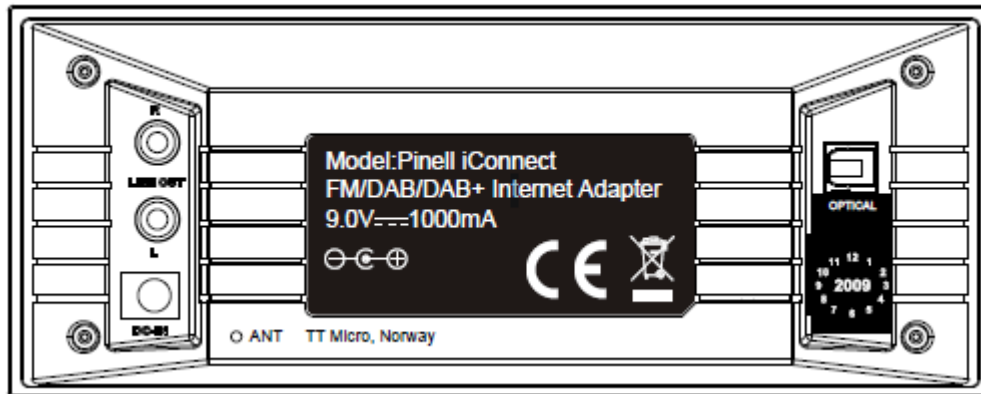 R
LINE OUT
L
DC-IN
Model:Pinell iConnect
FM/DAB/DAB+ Internet Adapter
9.0V⎓1000mA
CE
ANT TT Micro, Norway
OPTICAL
12
11 1
10 2
9 2009 3
8 4
7 6 5